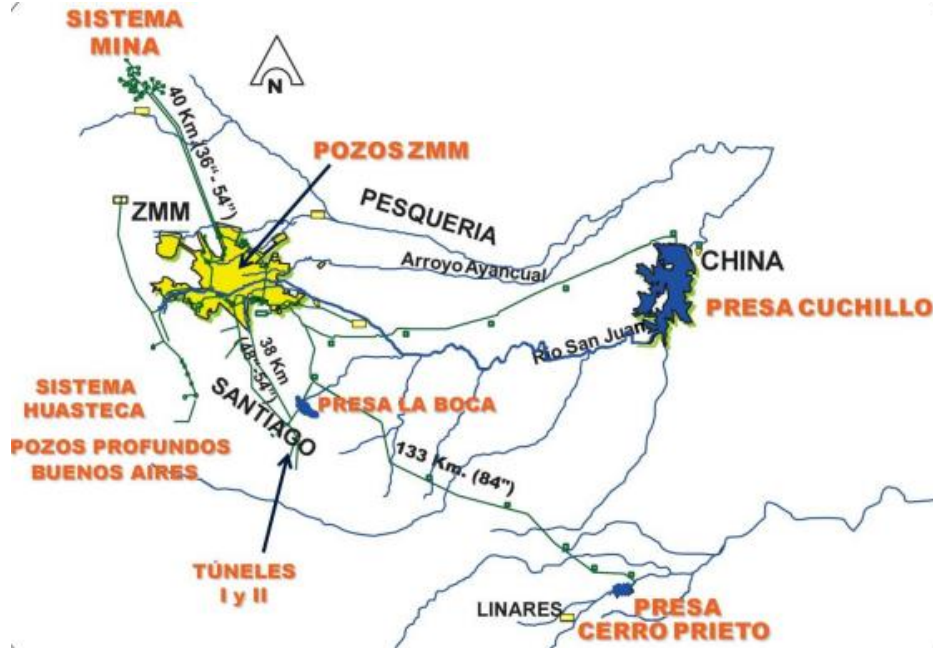 SISTEMA
MINA
N
40 Km (36" - 54")
POZOS ZMM
ZMM
PESQUERIA
Arroyo Ayancual
CHINA
PRESA CUCHILLO
Río San Juan
38 Km
(48"-54")
SANTIAGO
SISTEMA
HUASTECA
PRESA LA BOCA
POZOS PROFUNDOS
BUENOS AIRES
133 Km. (84")
TÚNELES
I y II
LINARES
PRESA
CERRO PRIETO